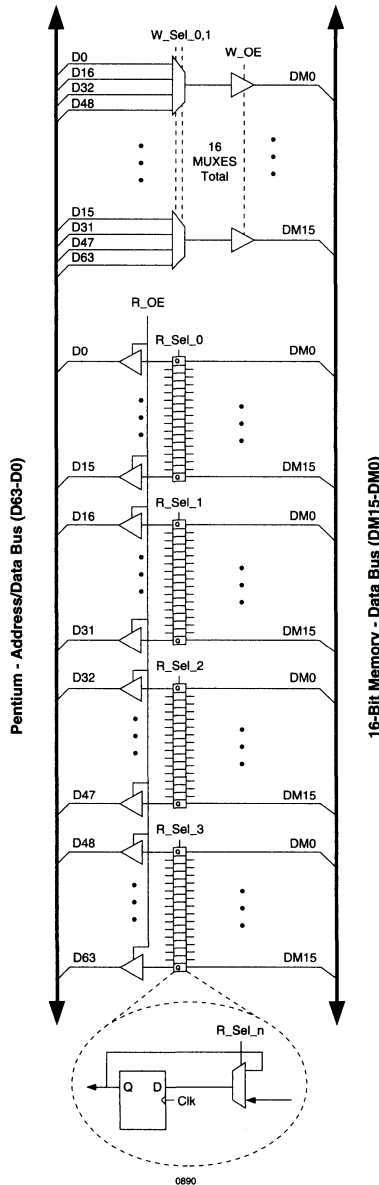 W_Sel_0,1
W_OE
D0
D16
D32
D48
DM0
16
MUXES
Total
D15
D31
D47
D63
DM15
R_OE
R_Sel_0
D0
Q
DM0
D15
Q
DM15
R_Sel_1
D16
Q
DM0
D31
Q
DM15
R_Sel_2
D32
Q
DM0
D47
Q
DM15
R_Sel_3
D48
Q
DM0
D63
Q
DM15
Pentium - Address/Data Bus (D63-D0)
16-Bit Memory - Data Bus (DM15-DM0)
R_Sel_n
Q D
Clk
0890